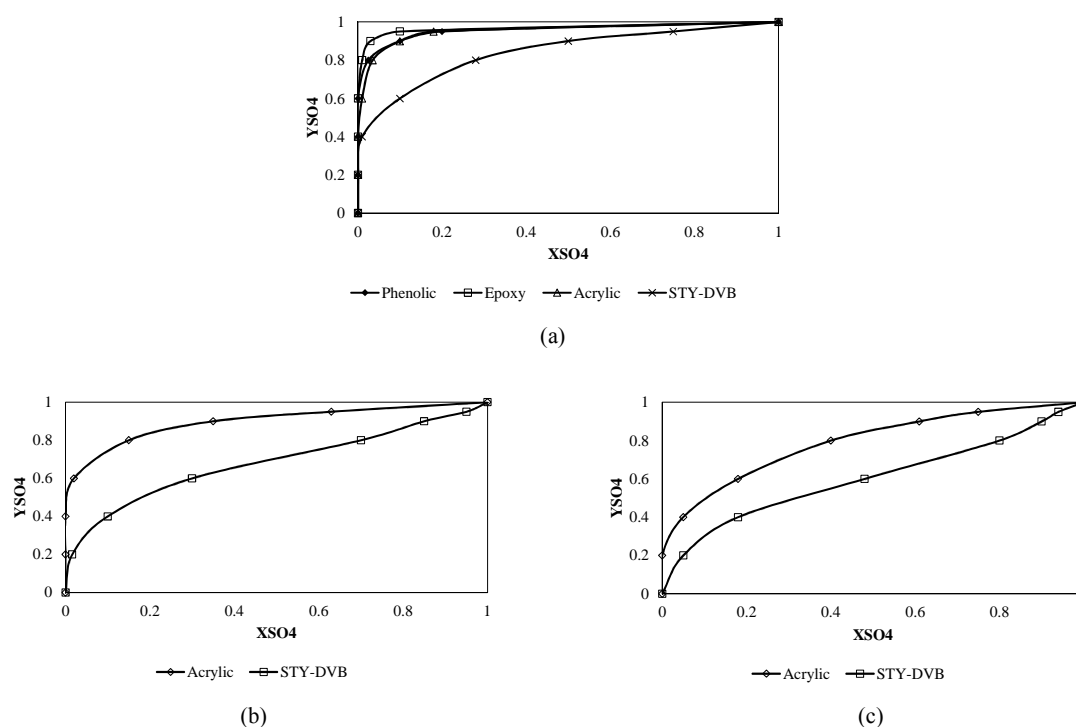 YSO4
1
0.8
0.6
0.4
0.2
0
0 0.2 0.4 0.6 0.8 1
XSO4
Phenolic Epoxy Acrylic STY-DVB
(a)
YSO4
1
0.8
0.6
0.4
0.2
0
0 0.2 0.4 0.6 0.8 1
XSO4
Acrylic STY-DVB
(b)
YSO4
1
0.8
0.6
0.4
0.2
0
0 0.2 0.4 0.6 0.8
XSO4
Acrylic STY-DVB
(c)